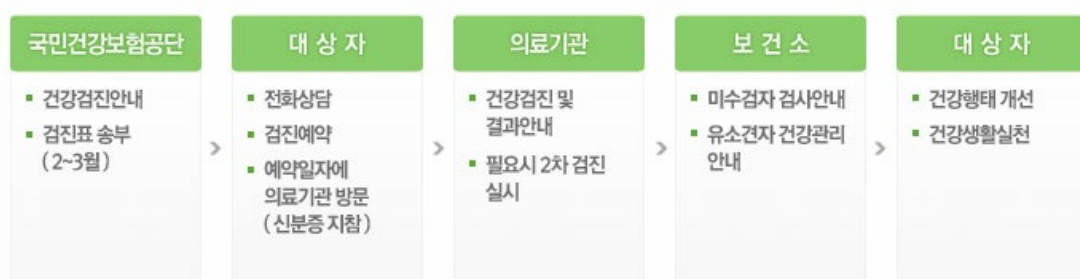 국민건강보험공단
▪ 건강검진안내
▪ 검진표 송부
( 2~3월 )
대 상 자
▪ 전화상담
▪ 검진예약
▪ 예약일자에
의료기관 방문
( 신분증 지참 )
의료기관
▪ 건강검진 및
결과안내
▪ 필요시 2차 검진
실시
보 건 소
▪ 미수검자 검사안내
▪ 유소견자 건강관리
안내
대 상 자
▪ 건강행태 개선
▪ 건강생활실천